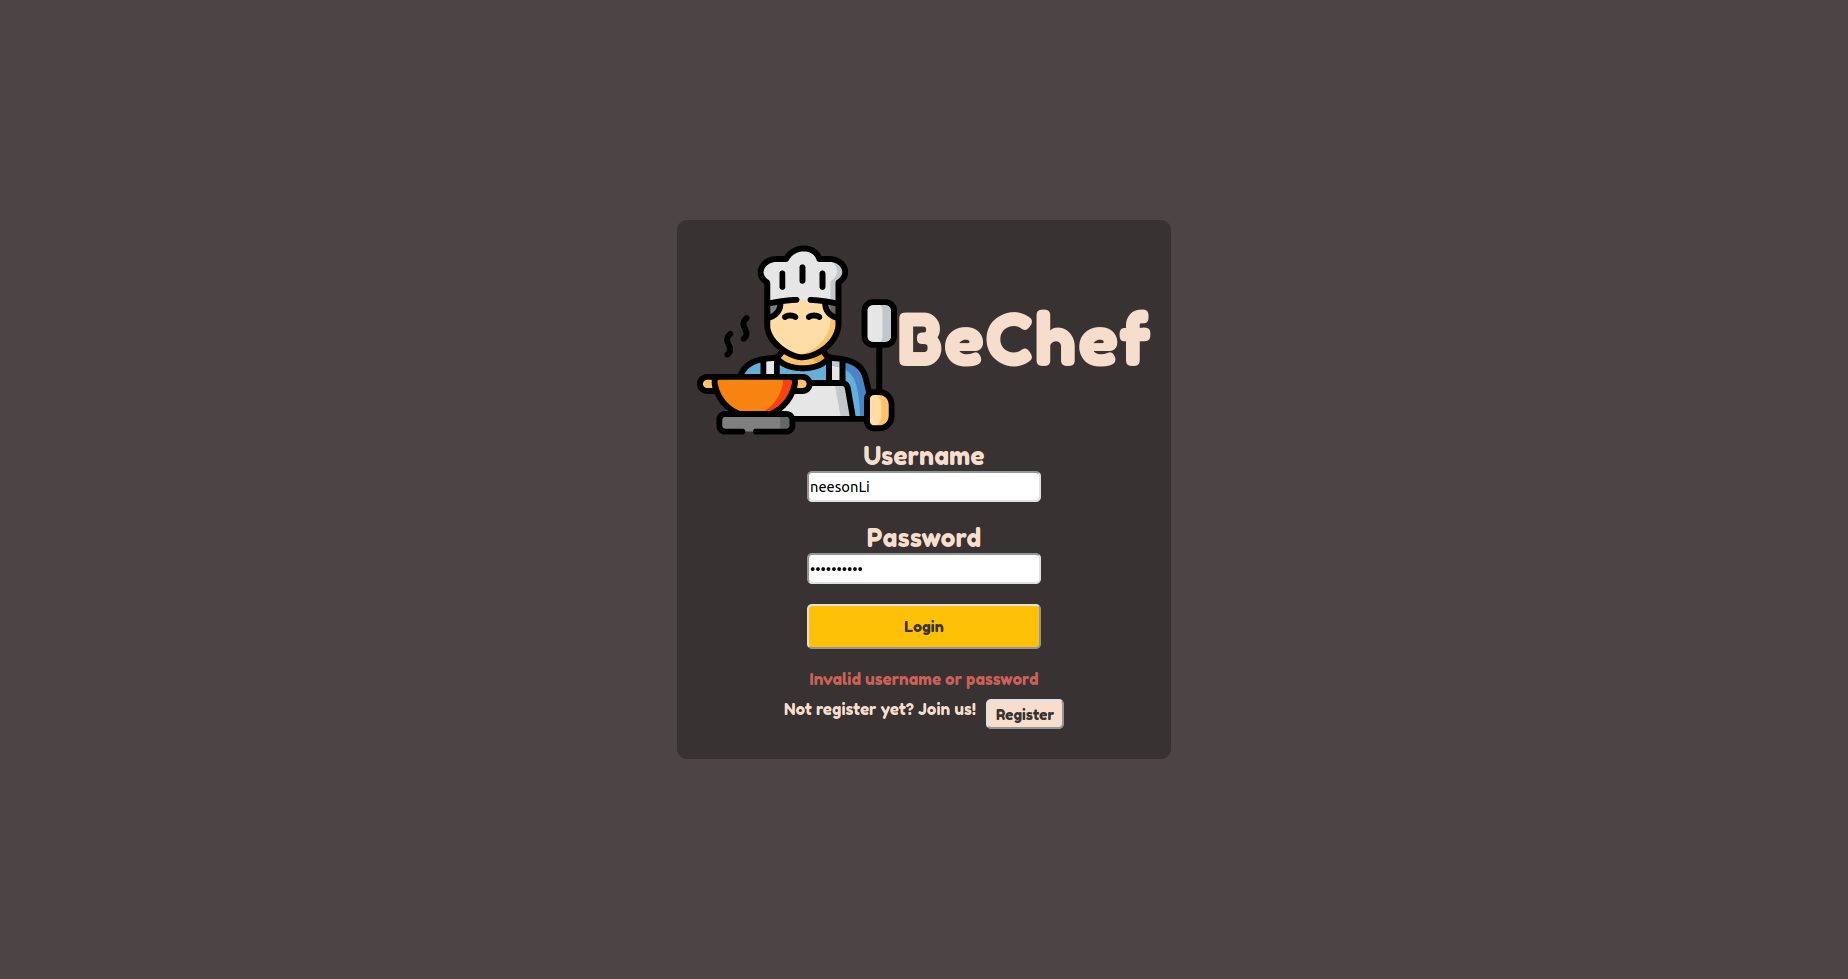 BeChef
Username
neesonLi
Password
••••••••••
Login
Invalid username or password
Not register yet? Join us! Register